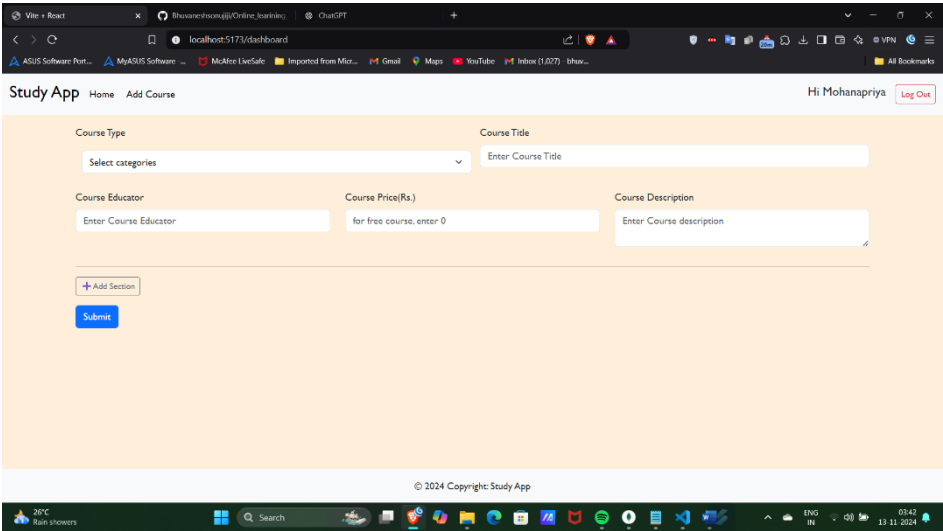 Vite + React
Bhuvaneshsonujiji/Online_learining
ChatGPT
localhost:5173/dashboard
20m
VPN
ASUS Software Port...
MyASUS Software -...
McAfee LiveSafe
Imported from Micr...
Gmail
Maps
YouTube
Inbox (1,027) - bhuv...
All Bookmarks
Study App Home Add Course
Hi Mohanapriya Log Out
Course Type
Course Title
Select categories
Enter Course Title
Course Educator
Course Price(Rs.)
Course Description
Enter Course Educator
for free course, enter 0
Enter Course description
Add Section
Submit
© 2024 Copyright: Study App
26°C
Rain showers
Search
ENG
IN
03:42
13-11-2024